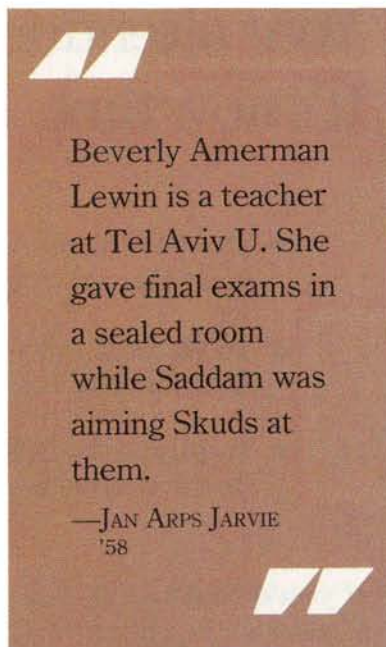 Beverly Amerman
Lewin is a teacher
at Tel Aviv U. She
gave final exams in
a sealed room
while Saddam was
aiming Skuds at
them.
—JAN ARPS JARVIE
'58